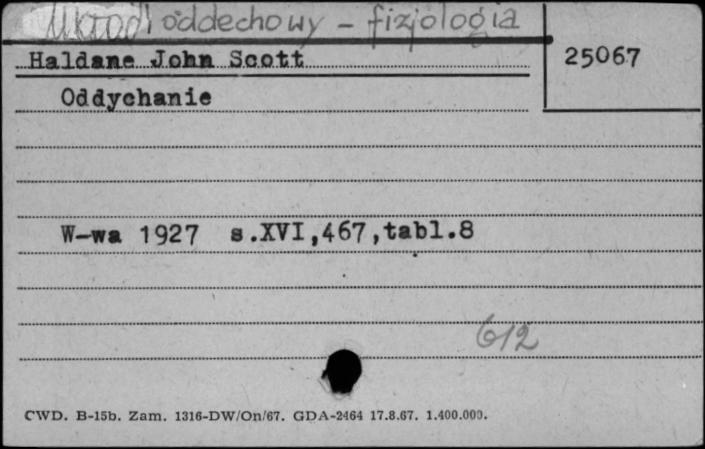 Układ oddechowy - fizjologia
Haldane John Scott
25067
Oddychanie
W-wa 1927 s.XVI,467,tabl.8
612
CWD. B-15b. Zam. 1316-DW/On/67. GDA-2464 17.8.67. 1.400.000.